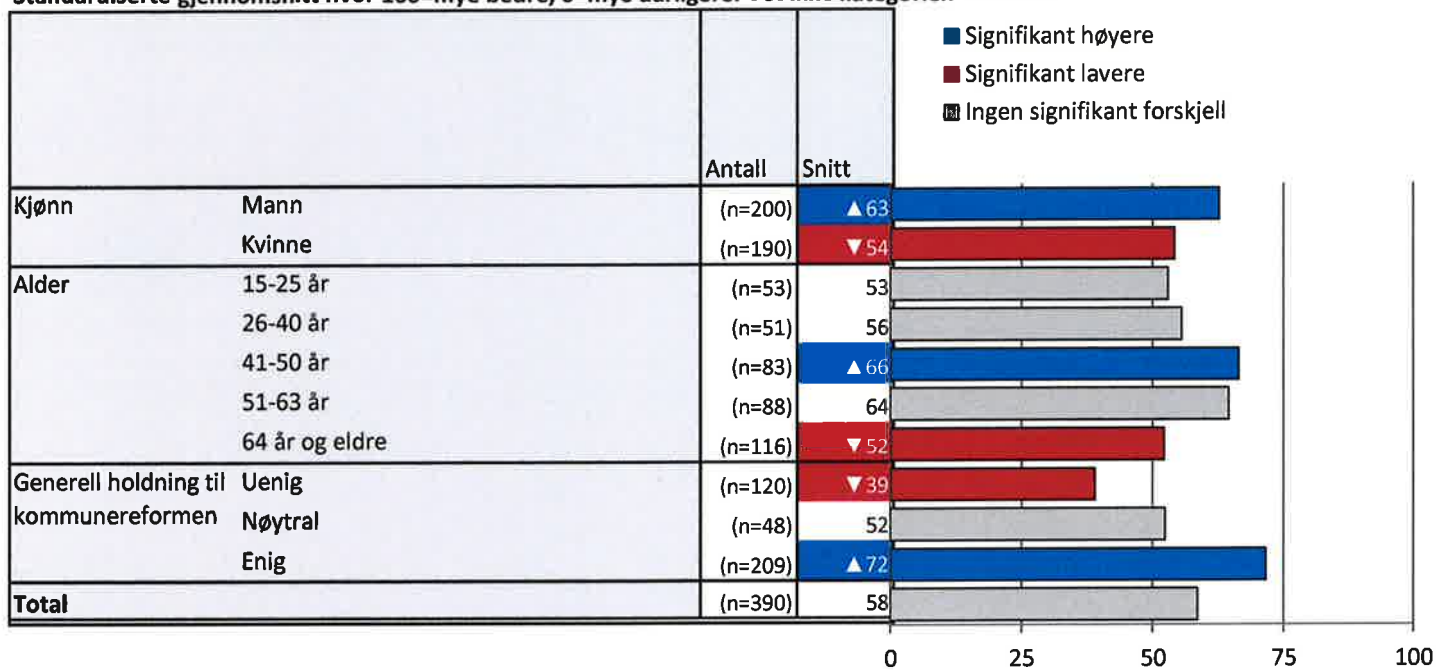 Signifikant høyere
Signifikant lavere
Ingen signifikant forskjell
Antall Snitt
Kjønn Mann (n=200) ▲63
Kvinne (n=190) ▼54
Alder 15-25 år (n=53) 53
26-40 år (n=51) 56
41-50 år (n=83) ▲66
51-63 år (n=88) 64
64 år og eldre (n=116) ▼52
Generell holdning til Uenig (n=120) ▼39
kommunereformen Nøytral (n=48) 52
Enig (n=209) ▲72
Total (n=390) 58
0 25 50 75 100